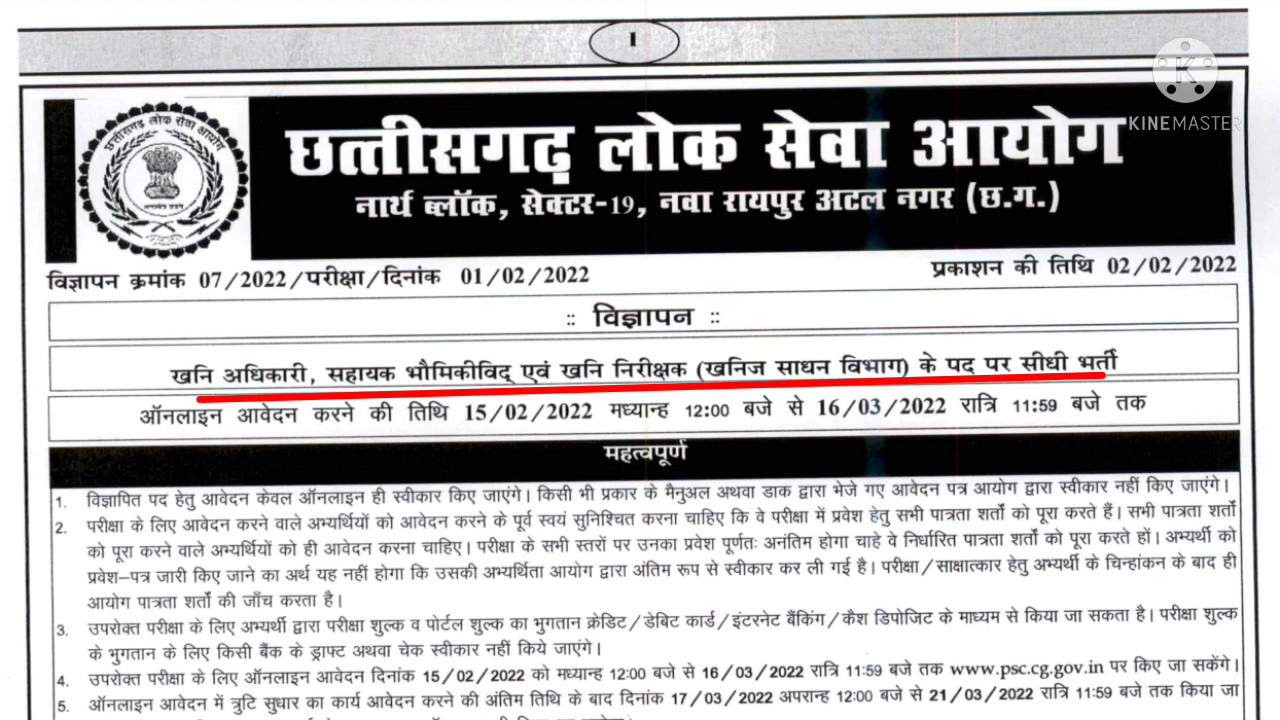 1
KINEMASTER
छत्तीसगढ़ लोक सेवा आयोग
छत्तीसगढ़ लोक सेवा आयोग
नार्थ ब्लॉक, सेक्टर-19, नवा रायपुर अटल नगर (छ.ग.)
विज्ञापन क्रमांक 07/2022/परीक्षा/दिनांक 01/02/2022
प्रकाशन की तिथि 02/02/2022
:: विज्ञापन ::
खनि अधिकारी, सहायक भौमिकीविद् एवं खनि निरीक्षक (खनिज साधन विभाग) के पद पर सीधी भर्ती
ऑनलाइन आवेदन करने की तिथि 15/02/2022 मध्यान्ह 12:00 बजे से 16/03/2022 रात्रि 11:59 बजे तक
महत्वपूर्ण
1. विज्ञापित पद हेतु आवेदन केवल ऑनलाइन ही स्वीकार किए जाएंगे। किसी भी प्रकार के मैनुअल अथवा डाक द्वारा भेजे गए आवेदन पत्र आयोग द्वारा स्वीकार नहीं किए जाएंगे।
2. परीक्षा के लिए आवेदन करने वाले अभ्यर्थियों को आवेदन करने के पूर्व स्वयं सुनिश्चित करना चाहिए कि वे परीक्षा में प्रवेश हेतु सभी पात्रता शर्तो को पूरा करते हैं। सभी पात्रता शर्तो
को पूरा करने वाले अभ्यर्थियों को ही आवेदन करना चाहिए। परीक्षा के सभी स्तरों पर उनका प्रवेश पूर्णतः अनंतिम होगा चाहे वे निर्धारित पात्रता शर्तो को पूरा करते हों। अभ्यर्थी को
प्रवेश–पत्र जारी किए जाने का अर्थ यह नहीं होगा कि उसकी अभ्यर्थिता आयोग द्वारा अंतिम रूप से स्वीकार कर ली गई है। परीक्षा/साक्षात्कार हेतु अभ्यर्थी के चिन्हांकन के बाद ही
आयोग पात्रता शर्तो की जाँच करता है।
3. उपरोक्त परीक्षा के लिए अभ्यर्थी द्वारा परीक्षा शुल्क व पोर्टल शुल्क का भुगतान क्रेडिट/डेबिट कार्ड/इंटरनेट बैंकिंग/कैश डिपोजिट के माध्यम से किया जा सकता है। परीक्षा शुल्क
के भुगतान के लिए किसी बैंक के ड्राफ्ट अथवा चेक स्वीकार नहीं किये जाएंगे।
4. उपरोक्त परीक्षा के लिए ऑनलाइन आवेदन दिनांक 15/02/2022 को मध्यान्ह 12:00 बजे से 16/03/2022 रात्रि 11:59 बजे तक www.psc.cg.gov.in पर किए जा सकेंगे।
5. ऑनलाइन आवेदन में त्रुटि सुधार का कार्य आवेदन करने की अंतिम तिथि के बाद दिनांक 17/03/2022 अपरान्ह 12:00 बजे से 21/03/2022 रात्रि 11:59 बजे तक किया जा